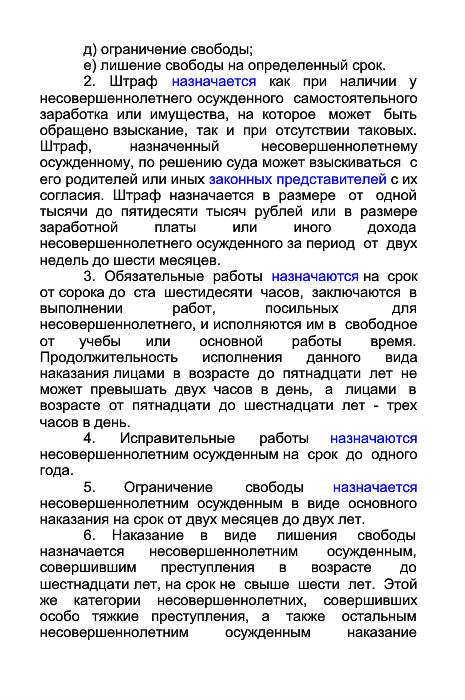 д) ограничение свободы;
е) лишение свободы на определенный срок.
2. Штраф назначается как при наличии у
несовершеннолетнего осужденного самостоятельного
заработка или имущества, на которое может быть
обращено взыскание, так и при отсутствии таковых.
Штраф, назначенный несовершеннолетнему
осужденному, по решению суда может взыскиваться с
его родителей или иных законных представителей с их
согласия. Штраф назначается в размере от одной
тысячи до пятидесяти тысяч рублей или в размере
заработной платы или иного дохода
несовершеннолетнего осужденного за период от двух
недель до шести месяцев.
3. Обязательные работы назначаются на срок
от сорока до ста шестидесяти часов, заключаются в
выполнении работ, посильных для
несовершеннолетнего, и исполняются им в свободное
от учебы или основной работы время.
Продолжительность исполнения данного вида
наказания лицами в возрасте до пятнадцати лет не
может превышать двух часов в день, а лицами в
возрасте от пятнадцати до шестнадцати лет - трех
часов в день.
4. Исправительные работы назначаются
несовершеннолетним осужденным на срок до одного
года.
5. Ограничение свободы назначается
несовершеннолетним осужденным в виде основного
наказания на срок от двух месяцев до двух лет.
6. Наказание в виде лишения свободы
назначается несовершеннолетним осужденным,
совершившим преступления в возрасте до
шестнадцати лет, на срок не свыше шести лет. Этой
же категории несовершеннолетних, совершивших
особо тяжкие преступления, а также остальным
несовершеннолетним осужденным наказание